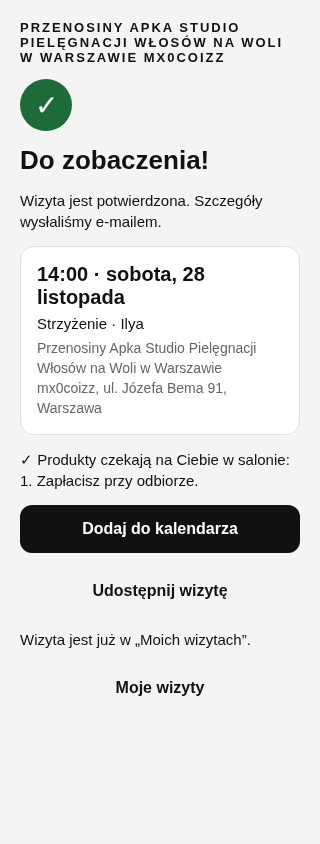 PRZENOSINY APKA STUDIO
PIELĘGNACJI WŁOSÓW NA WOLI
W WARSZAWIE MX0COIZZ
✓
Do zobaczenia!
Wizyta jest potwierdzona. Szczegóły
wysłaliśmy e-mailem.
14:00 · sobota, 28
listopada
Strzyżenie · Ilya
Przenosiny Apka Studio Pielęgnacji
Włosów na Woli w Warszawie
mx0coizz, ul. Józefa Bema 91,
Warszawa
✓ Produkty czekają na Ciebie w salonie:
1. Zapłacisz przy odbiorze.
Dodaj do kalendarza
Udostępnij wizytę
Wizyta jest już w „Moich wizytach”.
Moje wizyty